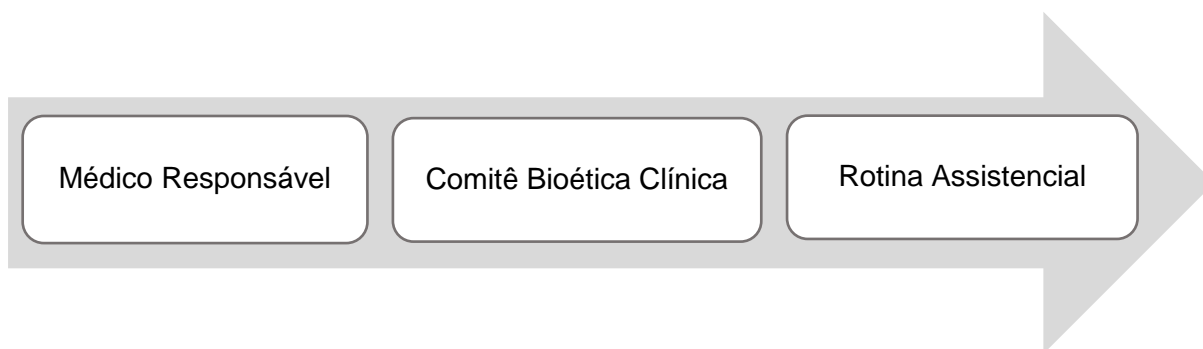 Médico Responsável
Comitê Bioética Clínica
Rotina Assistencial